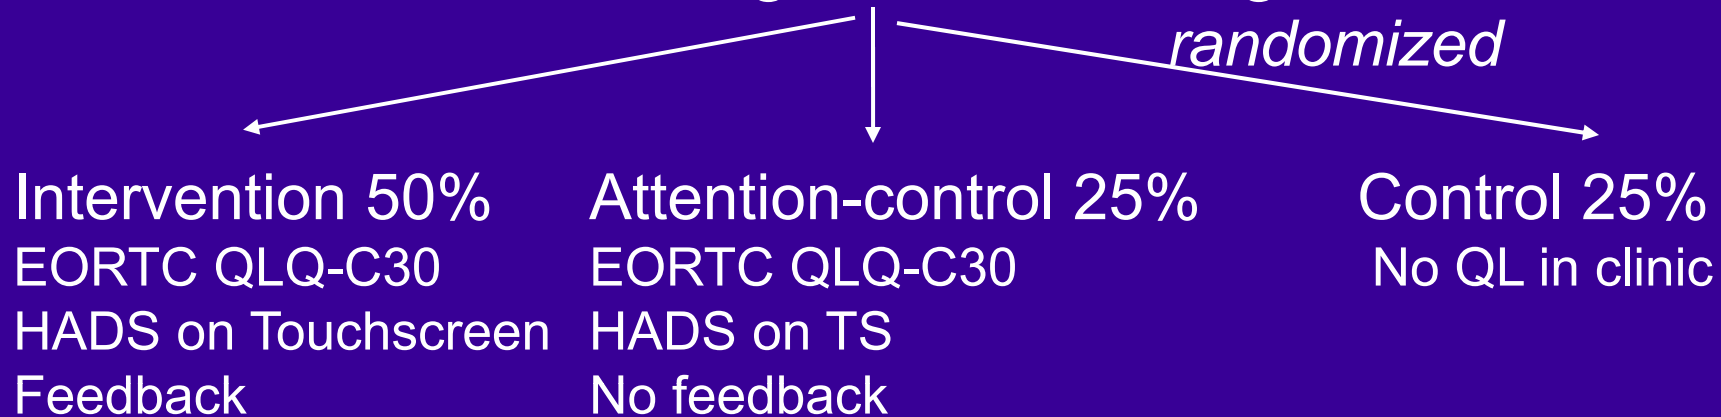 randomized
Intervention 50%
EORTC QLQ-C30
HADS on Touchscreen
Feedback
Attention-control 25%
EORTC QLQ-C30
HADS on TS
No feedback
Control 25%
No QL in clinic